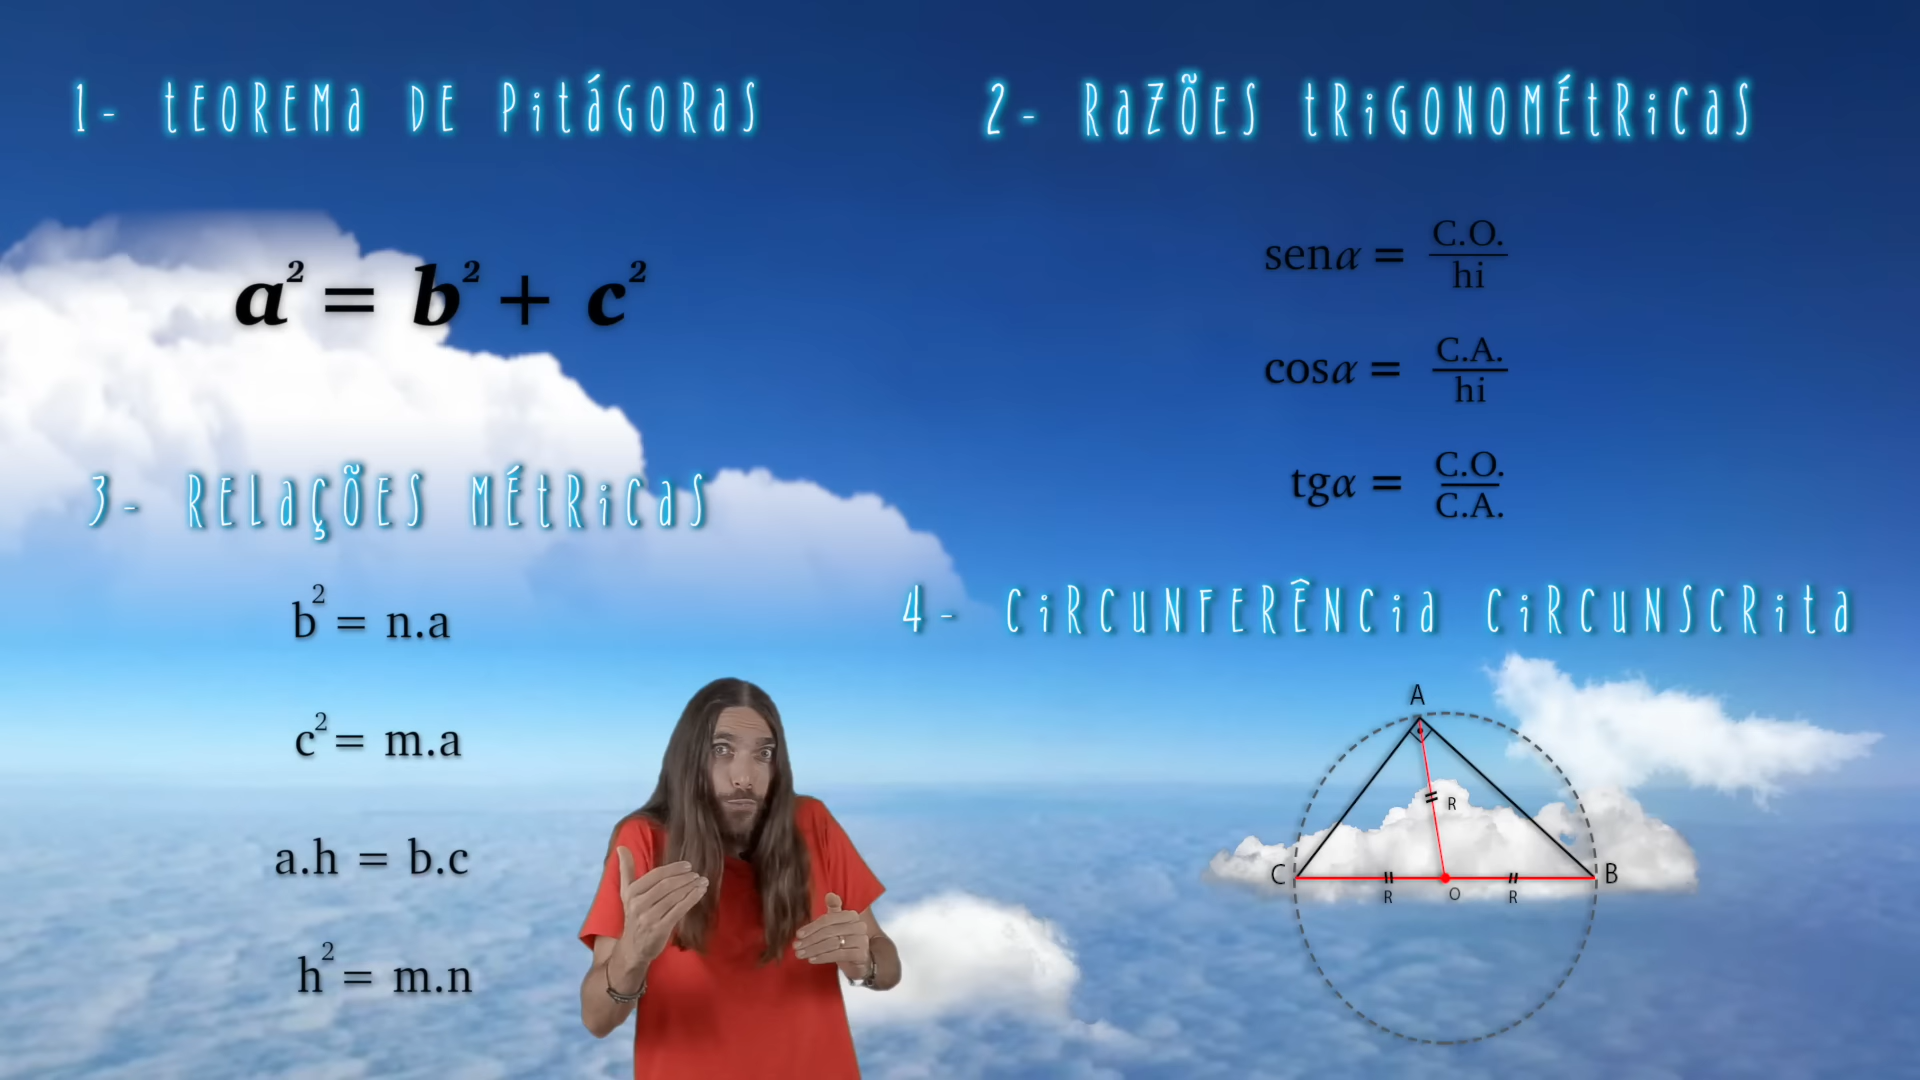 1- TEOREMA DE PITÁGORAS
a² = b² + c²
2- RAZÕES TRIGONOMÉTRICAS
senα = C.O./hi
cosα = C.A./hi
tgα = C.O./C.A.
3- RELAÇÕES MÉTRICAS
b² = n.a
c² = m.a
a.h = b.c
h² = m.n
4- CIRCUNFERÊNCIA CIRCUNSCRITA
A
R
C
B
R
O
R